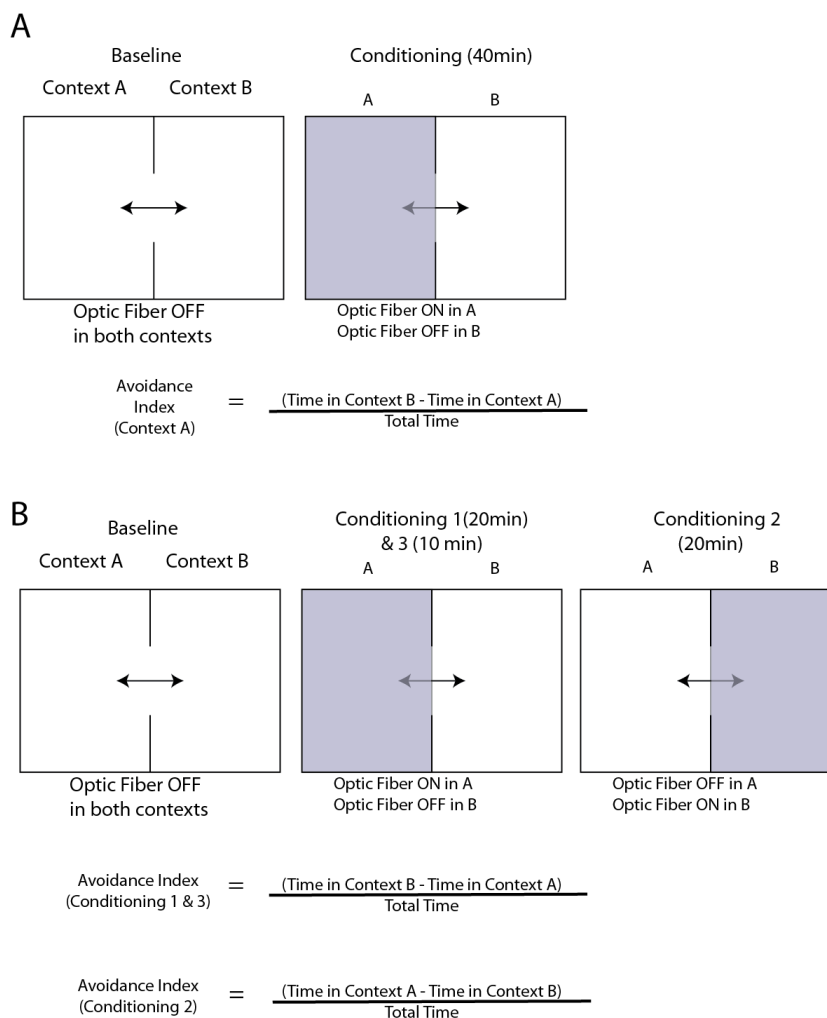 A
Baseline
Context A Context B
Conditioning (40min)
A B
Optic Fiber OFF
in both contexts
Optic Fiber ON in A
Optic Fiber OFF in B
Avoidance
Index
(Context A)
=
(Time in Context B - Time in Context A)
Total Time
B
Baseline
Context A Context B
Conditioning 1(20min)
& 3 (10 min)
A B
Conditioning 2
(20min)
A B
Optic Fiber OFF
in both contexts
Optic Fiber ON in A
Optic Fiber OFF in B
Optic Fiber OFF in A
Optic Fiber ON in B
Avoidance Index
(Conditioning 1 & 3)
=
(Time in Context B - Time in Context A)
Total Time
Avoidance Index
(Conditioning 2)
=
(Time in Context A - Time in Context B)
Total Time